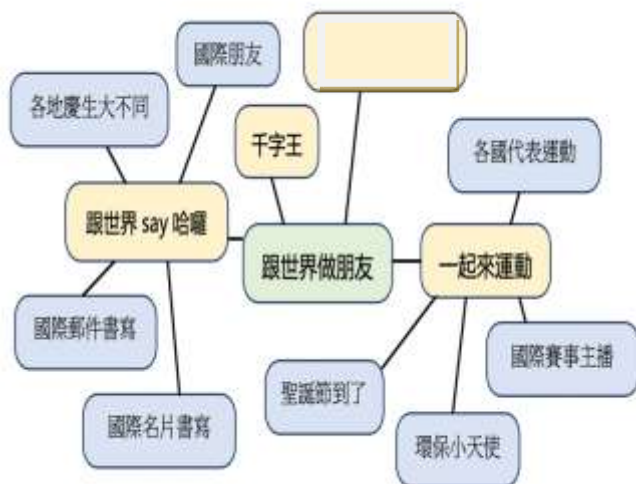 國際朋友
各地慶生大不同
千字王
各國代表運動
跟世界 say 哈囉
跟世界做朋友
一起來運動
國際郵件書寫
國際賽事主播
聖誕節到了
國際名片書寫
環保小天使